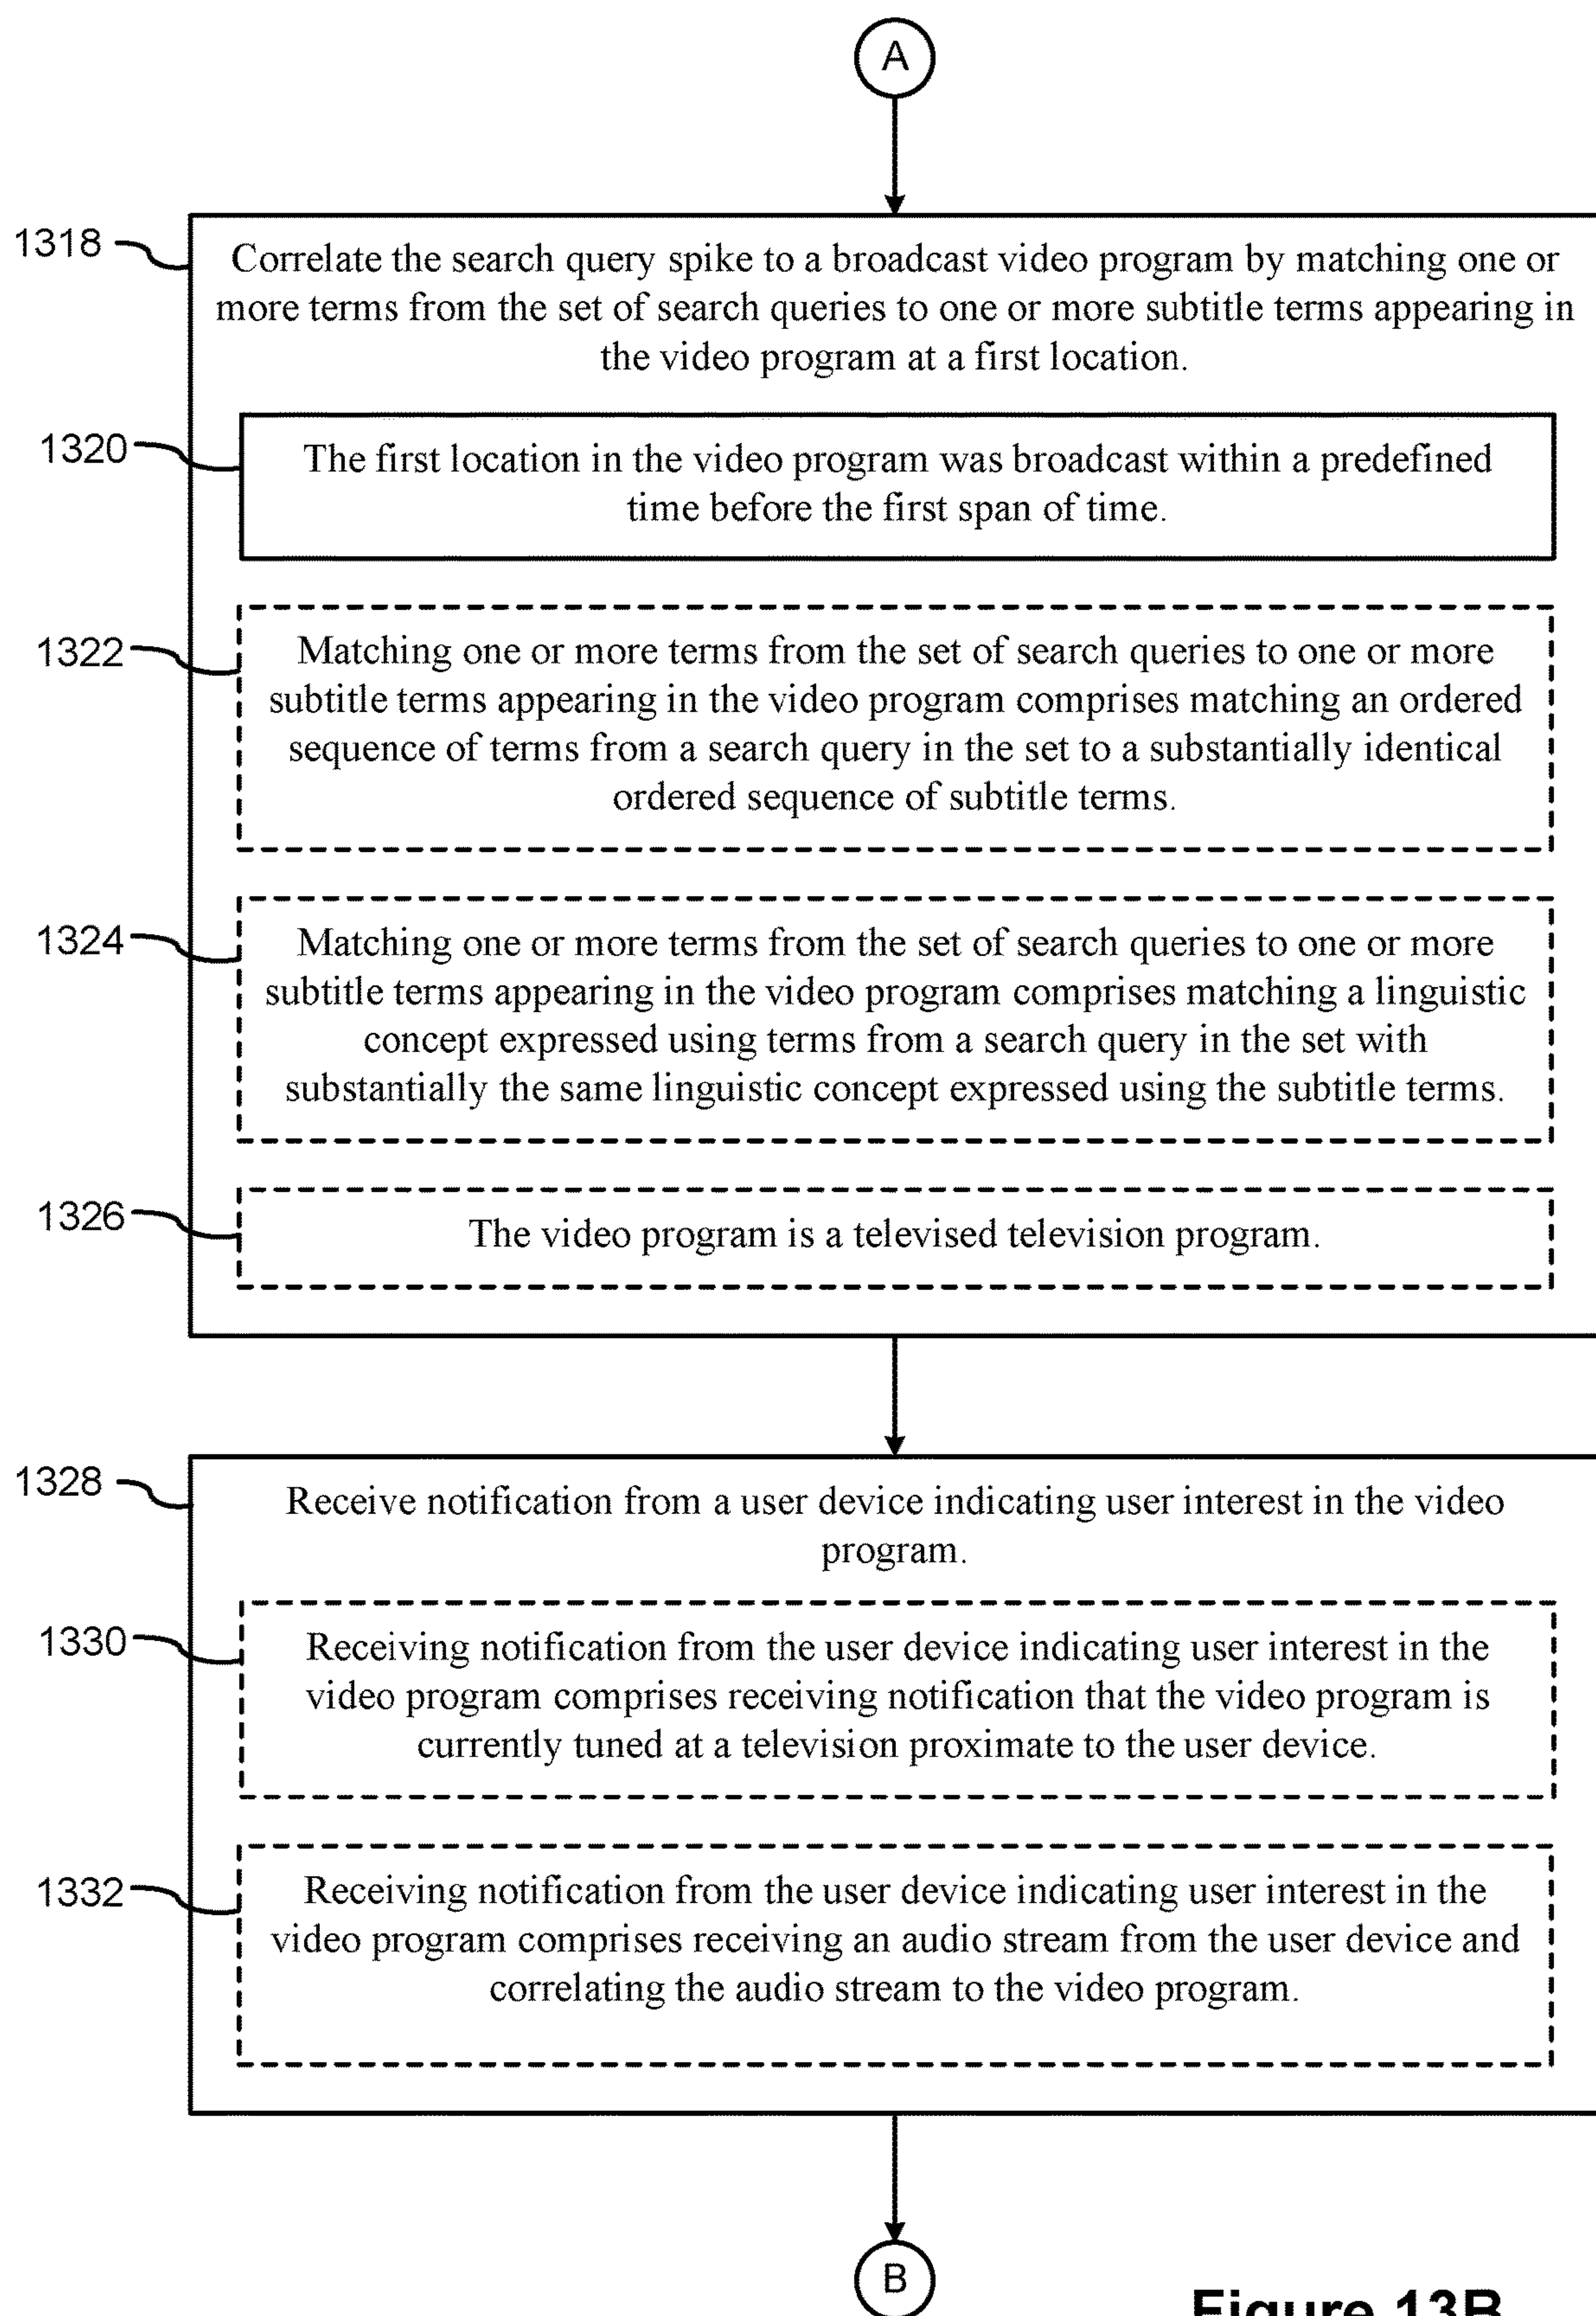 A
1318
Correlate the search query spike to a broadcast video program by matching one or
more terms from the set of search queries to one or more subtitle terms appearing in
the video program at a first location.
1320
The first location in the video program was broadcast within a predefined
time before the first span of time.
1322
Matching one or more terms from the set of search queries to one or more
subtitle terms appearing in the video program comprises matching an ordered
sequence of terms from a search query in the set to a substantially identical
ordered sequence of subtitle terms.
1324
Matching one or more terms from the set of search queries to one or more
subtitle terms appearing in the video program comprises matching a linguistic
concept expressed using terms from a search query in the set with
substantially the same linguistic concept expressed using the subtitle terms.
1326
The video program is a televised television program.
1328
Receive notification from a user device indicating user interest in the video
program.
1330
Receiving notification from the user device indicating user interest in the
video program comprises receiving notification that the video program is
currently tuned at a television proximate to the user device.
1332
Receiving notification from the user device indicating user interest in the
video program comprises receiving an audio stream from the user device and
correlating the audio stream to the video program.
B
Figure 13B